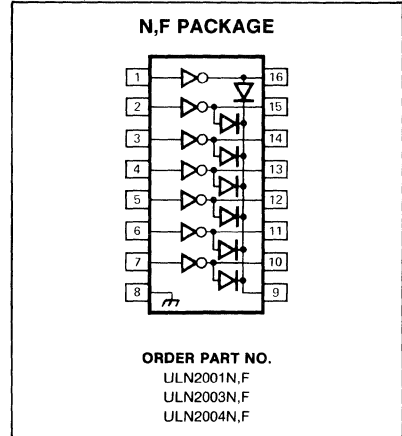 N,F PACKAGE
1 16
2 15
3 14
4 13
5 12
6 11
7 10
8 9
ORDER PART NO.
ULN2001N,F
ULN2003N,F
ULN2004N,F